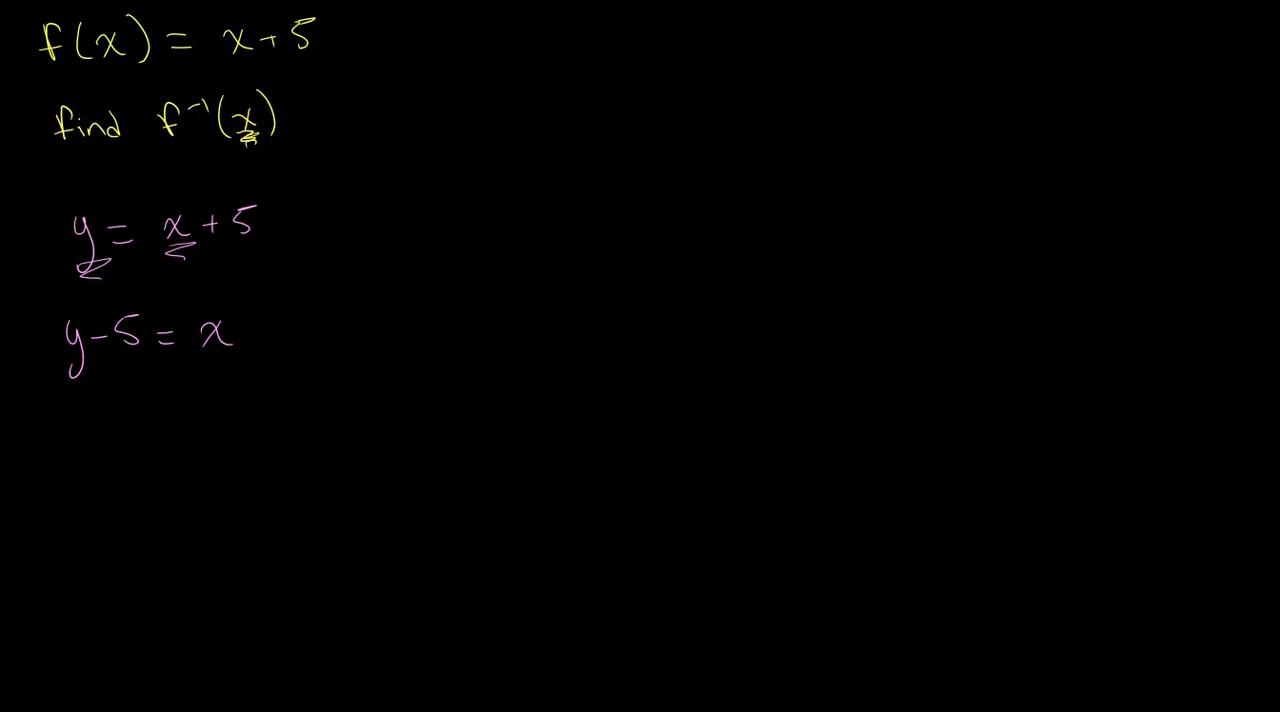 f(x) = x + 5
find f⁻¹(x)
y = x + 5
y - 5 = x